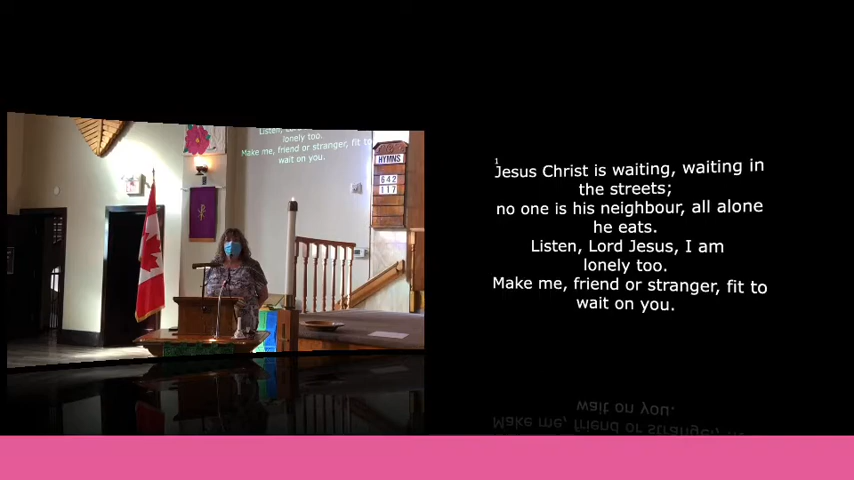 Listen, Lord
lonely too.
Make me, friend or stranger, fit to
wait on you.
HYMNS
642
117
1
Jesus Christ is waiting, waiting in
the streets;
no one is his neighbour, all alone
he eats.
Listen, Lord Jesus, I am
lonely too.
Make me, friend or stranger, fit to
wait on you.